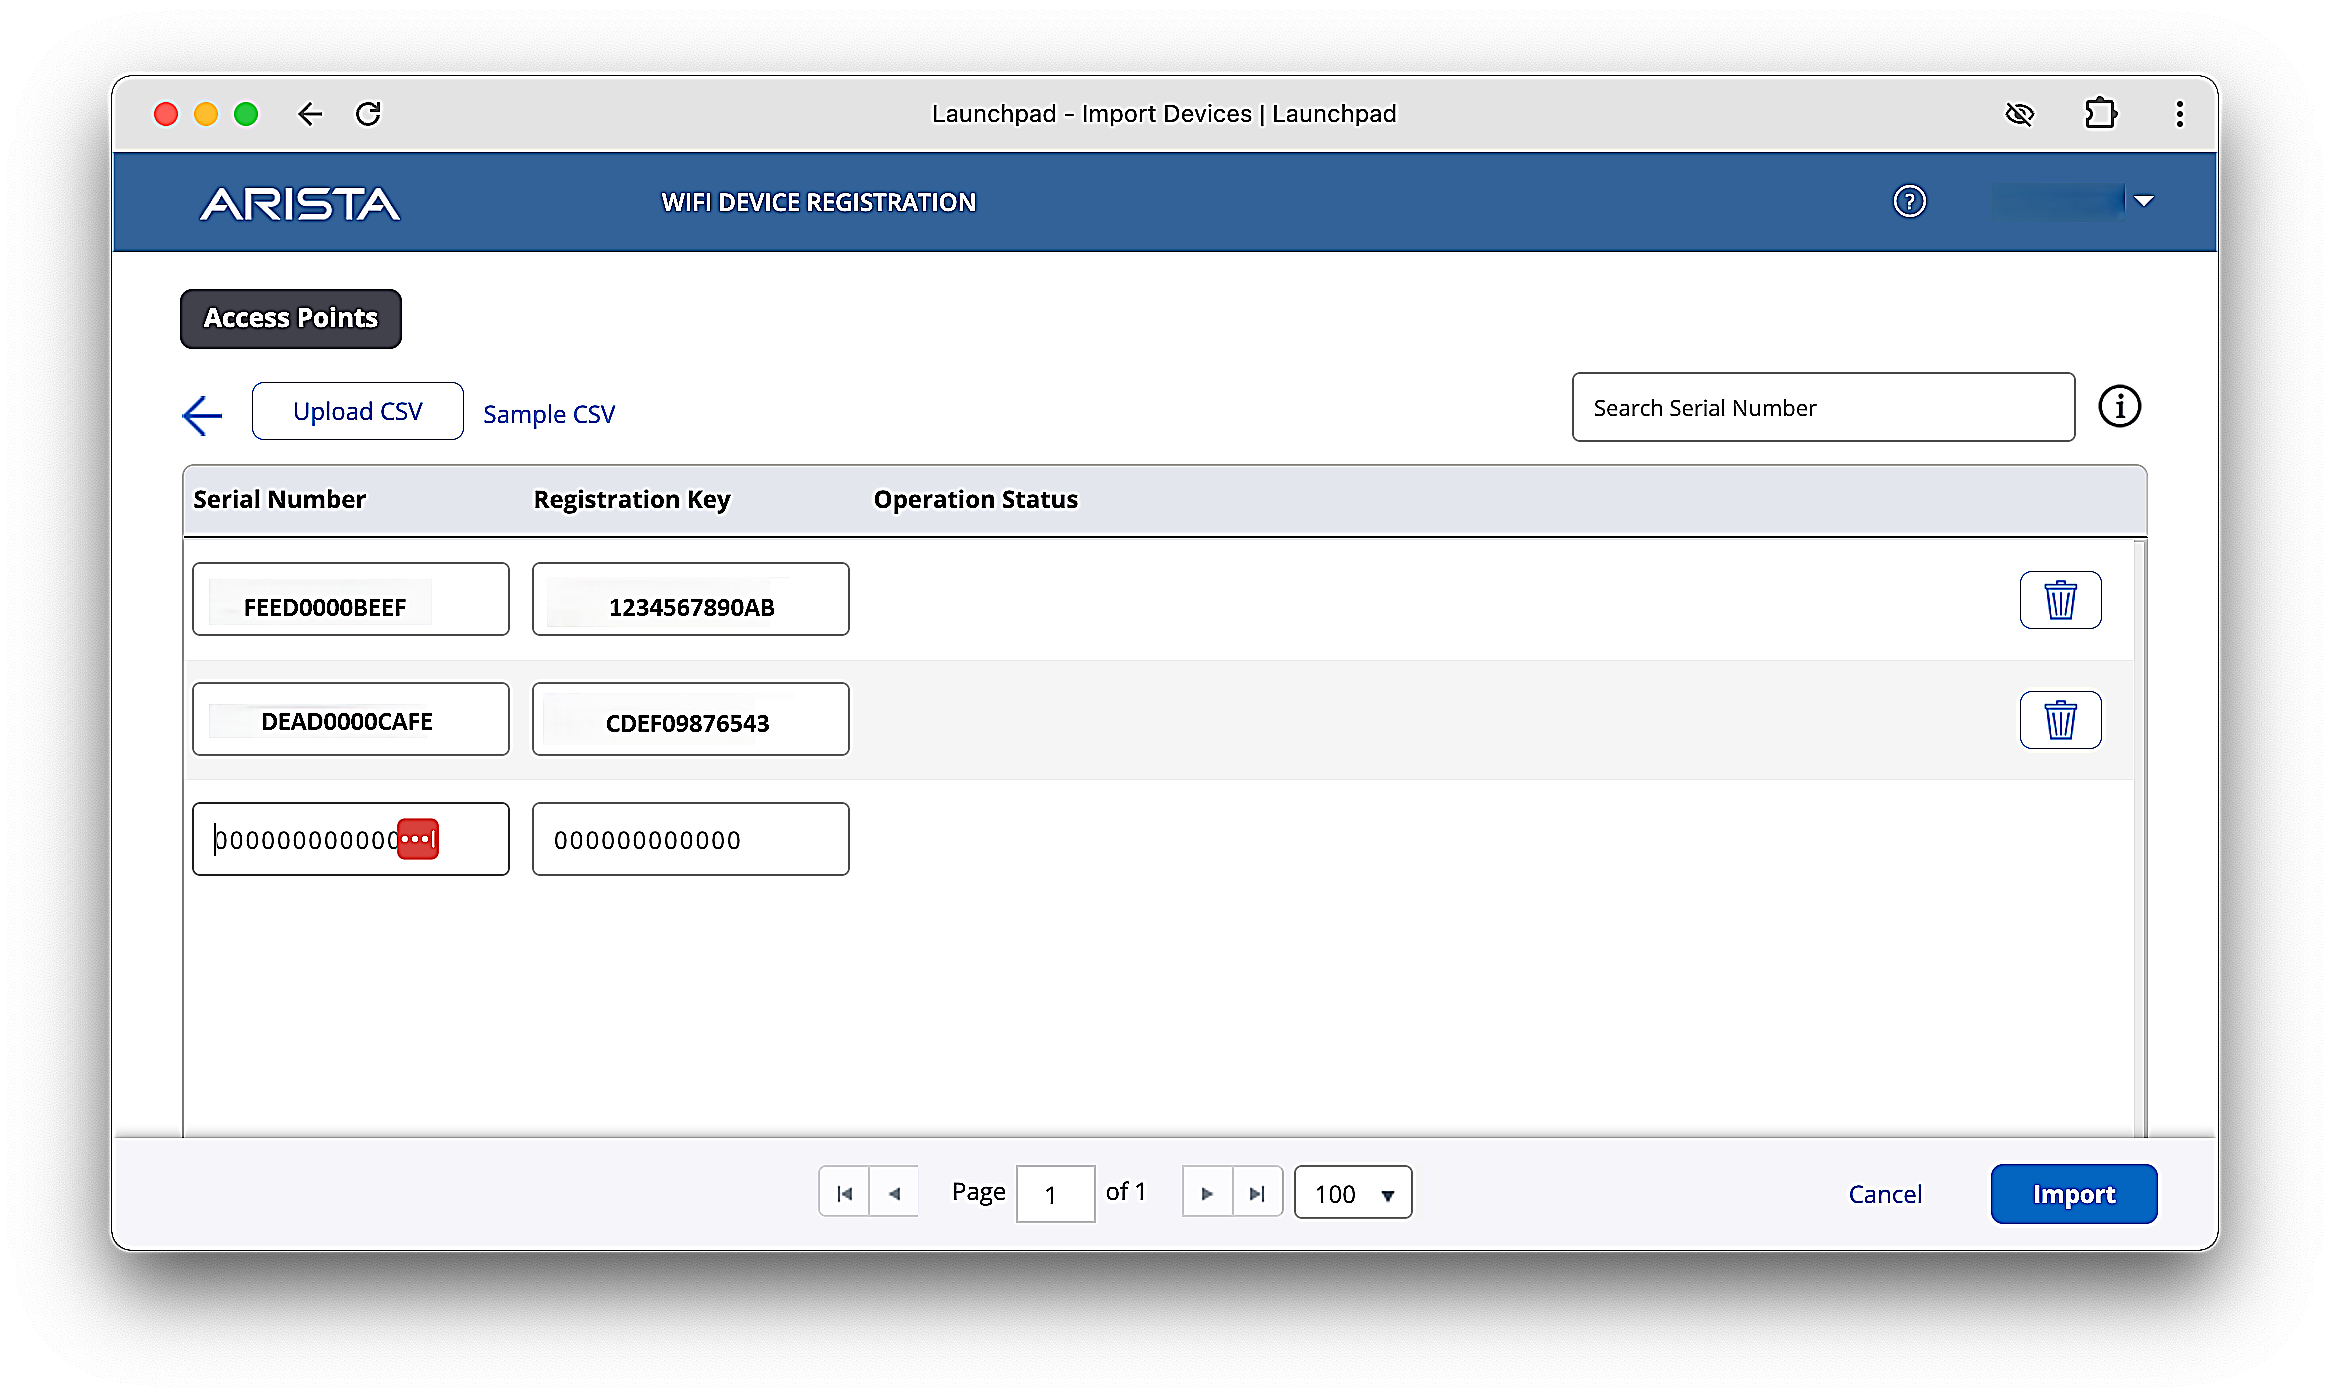 Launchpad - Import Devices | Launchpad
ARISTA
WIFI DEVICE REGISTRATION
?
Access Points
Upload CSV
Sample CSV
Search Serial Number
i
Serial Number Registration Key Operation Status
FEED0000BEEF 1234567890AB
DEAD0000CAFE CDEF09876543
000000000000 000000000000
Page 1 of 1
100
Cancel
Import